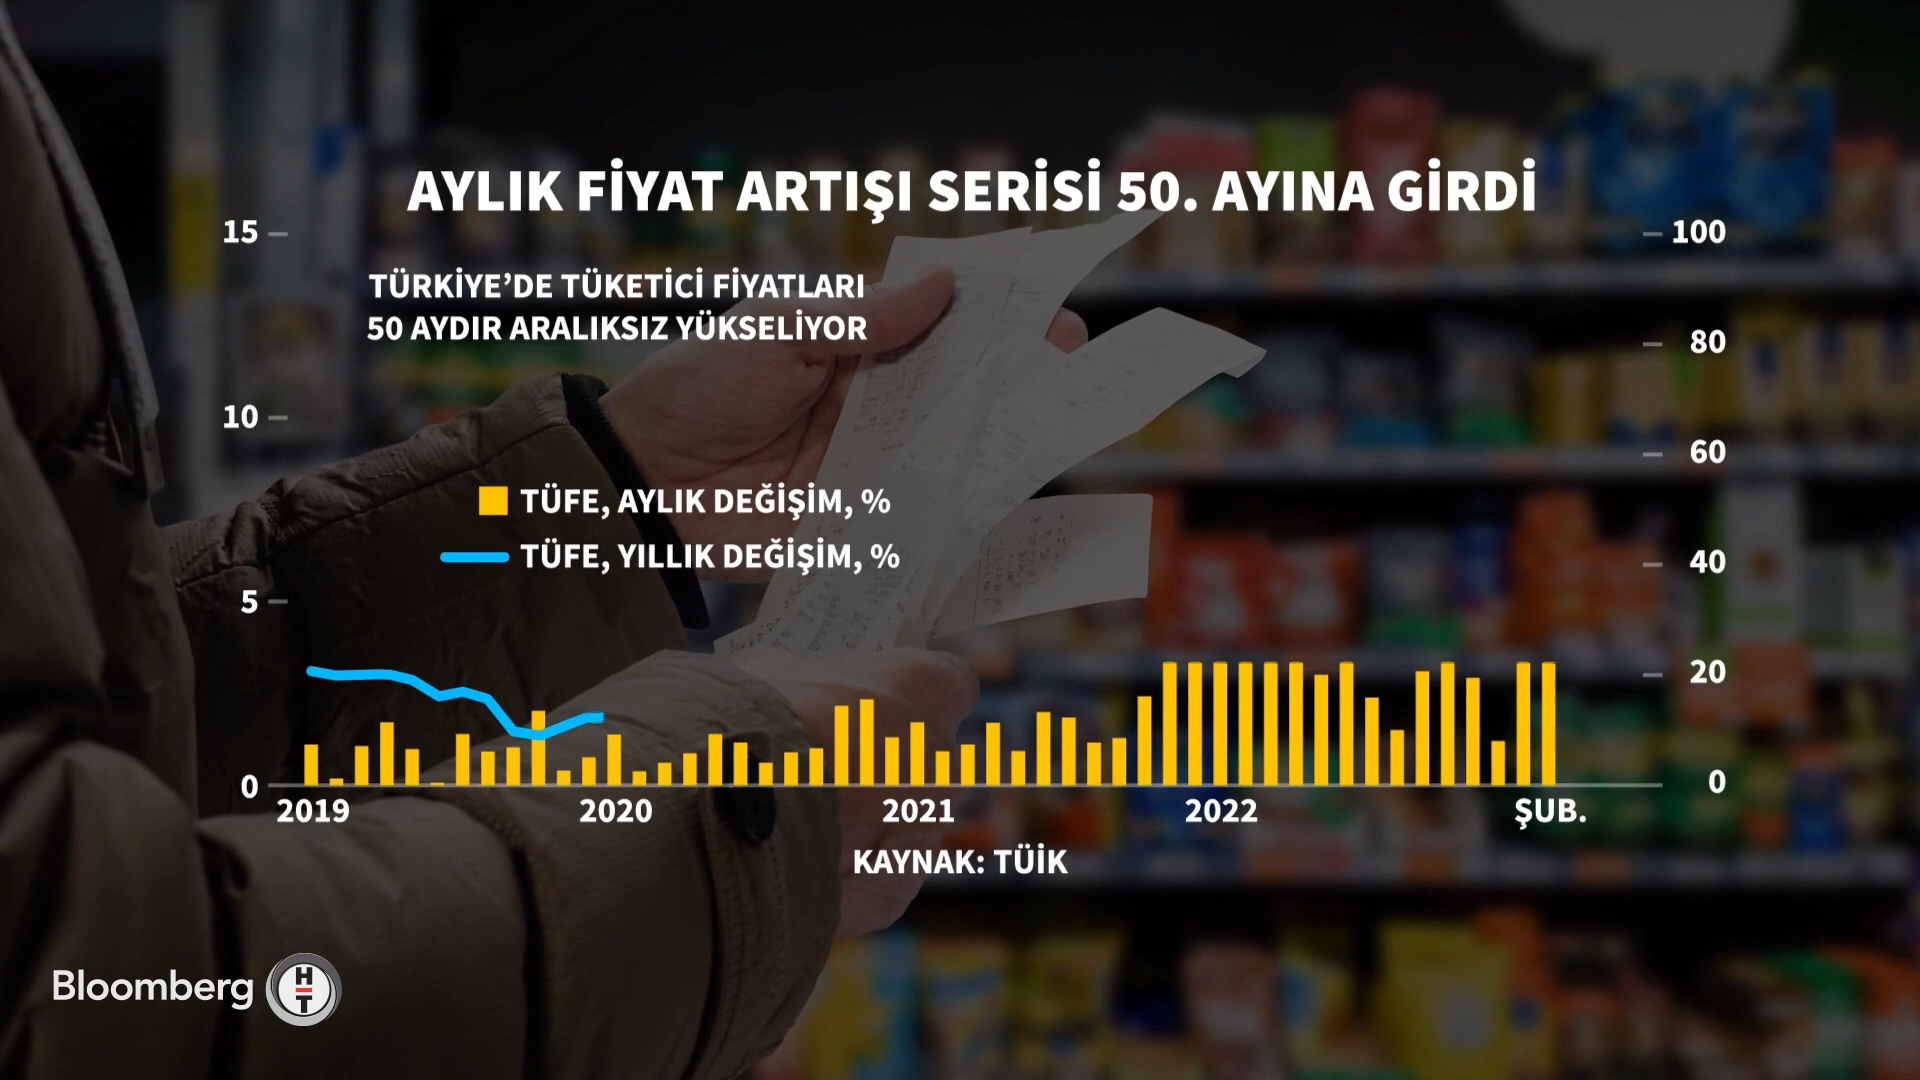 AYLIK FİYAT ARTIŞI SERİSİ 50. AYINA GİRDİ
15
100
TÜRKİYE’DE TÜKETİCİ FİYATLARI
50 AYDIR ARALIKSIZ YÜKSELİYOR
80
10
60
TÜFE, AYLIK DEĞİŞİM, %
TÜFE, YILLIK DEĞİŞİM, %
40
5
20
0
0
2019 2020 2021 2022 ŞUB.
KAYNAK: TÜİK
Bloomberg HT